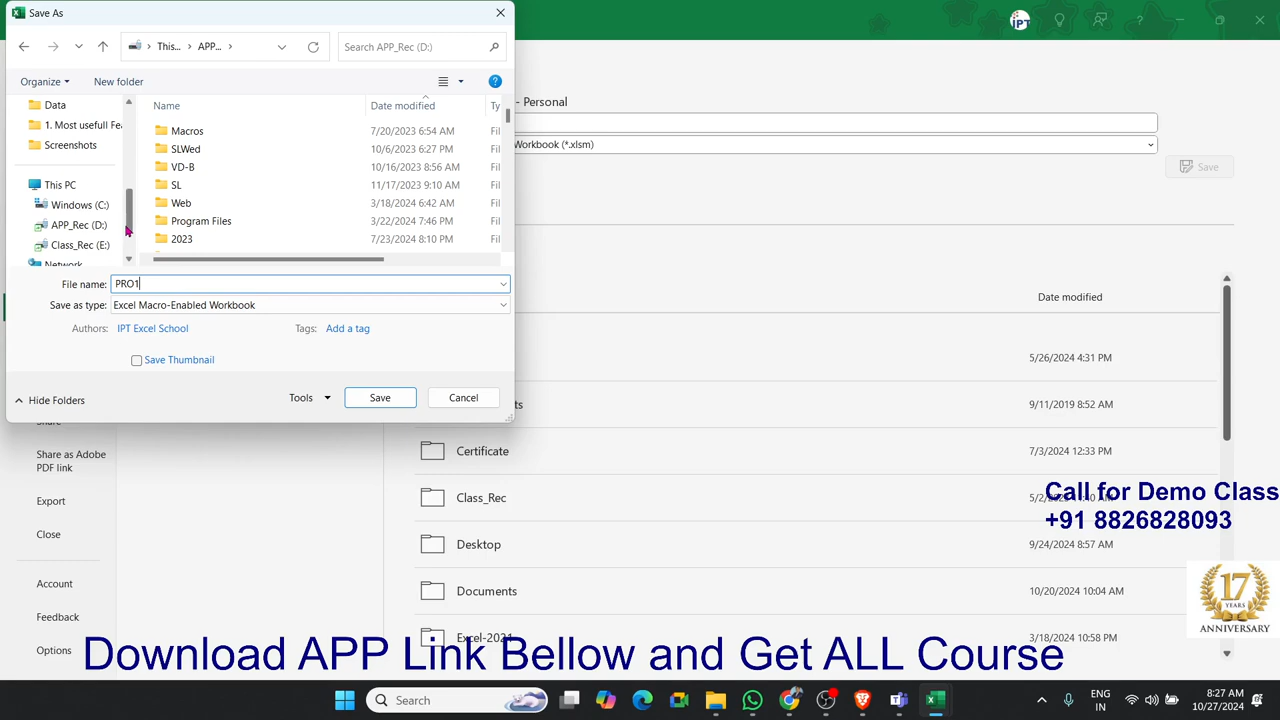 Save As
This...
APP...
Search APP_Rec (D:)
Organize
New folder
Data
1. Most usefull Fea
Screenshots
This PC
Windows (C:)
APP_Rec (D:)
Class_Rec (E:)
Network
Name
Date modified
Ty
Macros
7/20/2023 6:54 AM
Fil
SLWed
10/6/2023 6:27 PM
Fil
VD-B
10/16/2023 8:56 AM
Fil
SL
11/17/2023 9:10 AM
Fil
Web
3/18/2024 6:42 AM
Fil
Program Files
3/22/2024 7:46 PM
Fil
2023
7/23/2024 8:10 PM
Fil
File name:
PRO1
Save as type:
Excel Macro-Enabled Workbook
Authors:
IPT Excel School
Tags:
Add a tag
Save Thumbnail
Hide Folders
Tools
Save
Cancel
IPT
- Personal
Workbook (*.xlsm)
Save
Date modified
5/26/2024 4:31 PM
ts
9/11/2019 8:52 AM
Certificate
7/3/2024 12:33 PM
Class_Rec
Desktop
9/24/2024 8:57 AM
Documents
10/20/2024 10:04 AM
Excel-2021
3/18/2024 10:58 PM
Share
Share as Adobe
PDF link
Export
Close
Account
Feedback
Options
Call for Demo Class
+91 8826828093
17
YEARS
ANNIVERSARY
Download APP Link Bellow and Get ALL Course
Search
ENG
IN
8:27 AM
10/27/2024